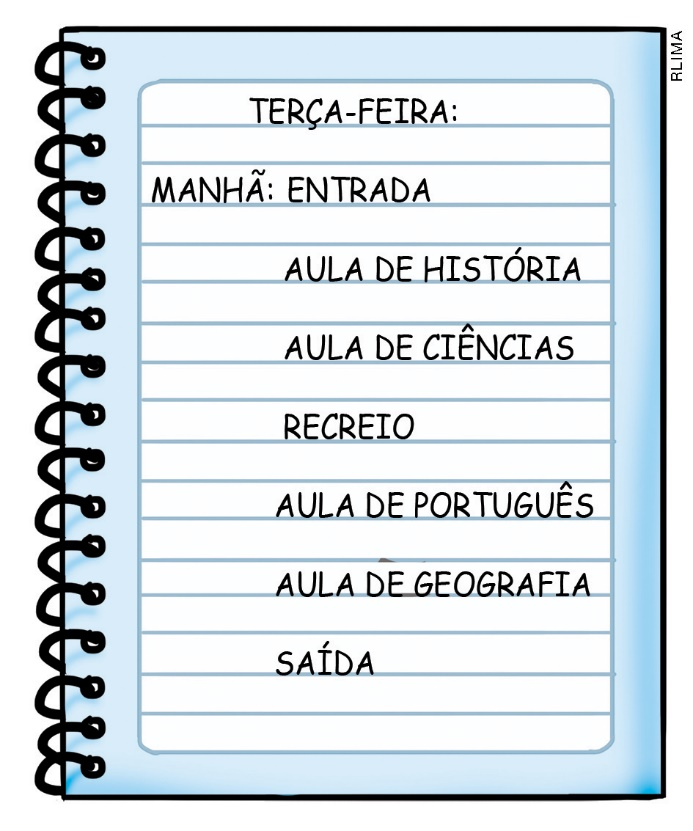 TERÇA-FEIRA:
MANHÃ: ENTRADA
AULA DE HISTÓRIA
AULA DE CIÊNCIAS
RECREIO
AULA DE PORTUGUÊS
AULA DE GEOGRAFIA
SAÍDA
RLIMA